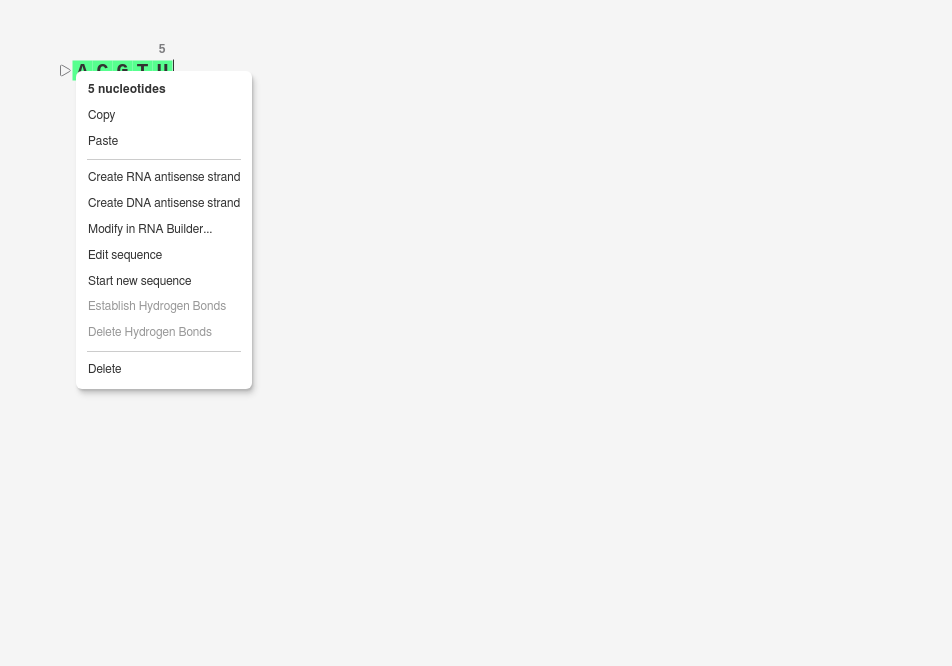 5
A C G T U
5 nucleotides
Copy
Paste
Create RNA antisense strand
Create DNA antisense strand
Modify in RNA Builder...
Edit sequence
Start new sequence
Establish Hydrogen Bonds
Delete Hydrogen Bonds
Delete